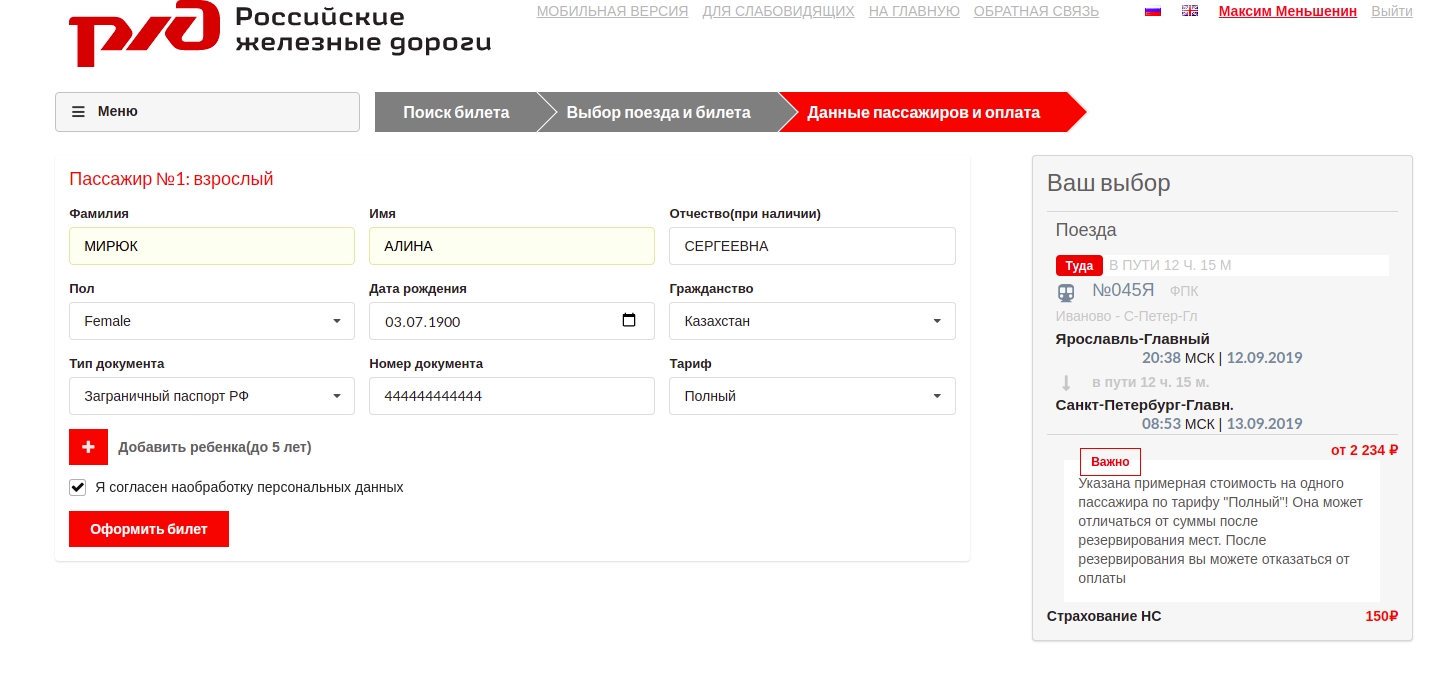 РЖД Российские
железные дороги
МОБИЛЬНАЯ ВЕРСИЯ ДЛЯ СЛАБОВИДЯЩИХ НА ГЛАВНУЮ ОБРАТНАЯ СВЯЗЬ Максим Меньшенин Выйти
Меню
Поиск билета Выбор поезда и билета Данные пассажиров и оплата
Пассажир №1: взрослый
Фамилия Имя Отчество(при наличии)
МИРЮК АЛИНА СЕРГЕЕВНА
Пол Дата рождения Гражданство
Female 03.07.1900 Казахстан
Тип документа Номер документа Тариф
Заграничный паспорт РФ 444444444444 Полный
Добавить ребенка(до 5 лет)
Я согласен наобработку персональных данных
Оформить билет
Ваш выбор
Поезда
Туда В ПУТИ 12 Ч. 15 М
№045Я ФПК
Иваново - С-Петер-Гл
Ярославль-Главный
20:38 МСК | 12.09.2019
в пути 12 ч. 15 м.
Санкт-Петербург-Главн.
08:53 МСК | 13.09.2019
от 2 234 ₽
Важно
Указана примерная стоимость на одного
пассажира по тарифу "Полный"! Она может
отличаться от суммы после
резервирования мест. После
резервирования вы можете отказаться от
оплаты
Страхование НС 150₽